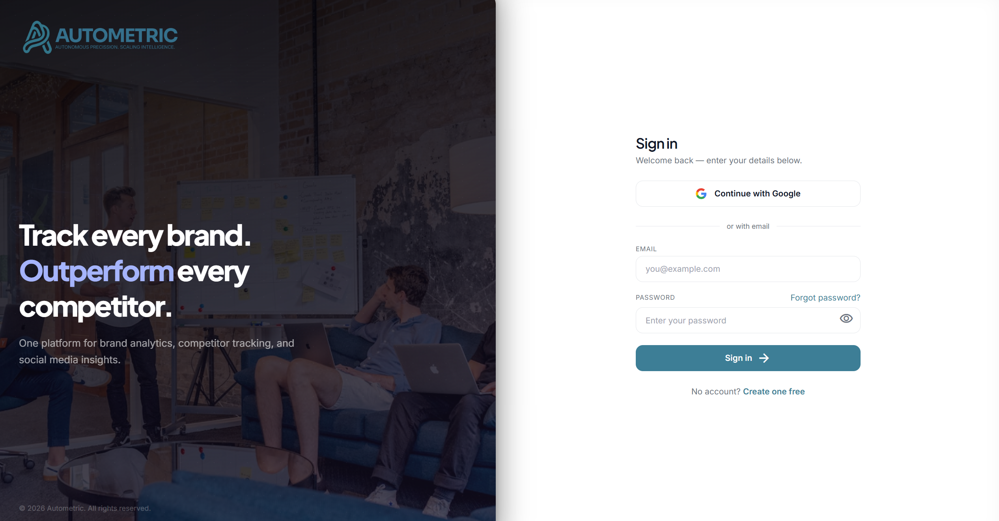 AUTOMETRIC
AUTONOMOUS PRECISSION. SCALING INTELLIGENCE.
Track every brand.
Outperform every
competitor.
One platform for brand analytics, competitor tracking, and
social media insights.
© 2026 Autometric. All rights reserved.
Sign in
Welcome back — enter your details below.
Continue with Google
or with email
EMAIL
you@example.com
PASSWORD
Forgot password?
Enter your password
Sign in
No account? Create one free